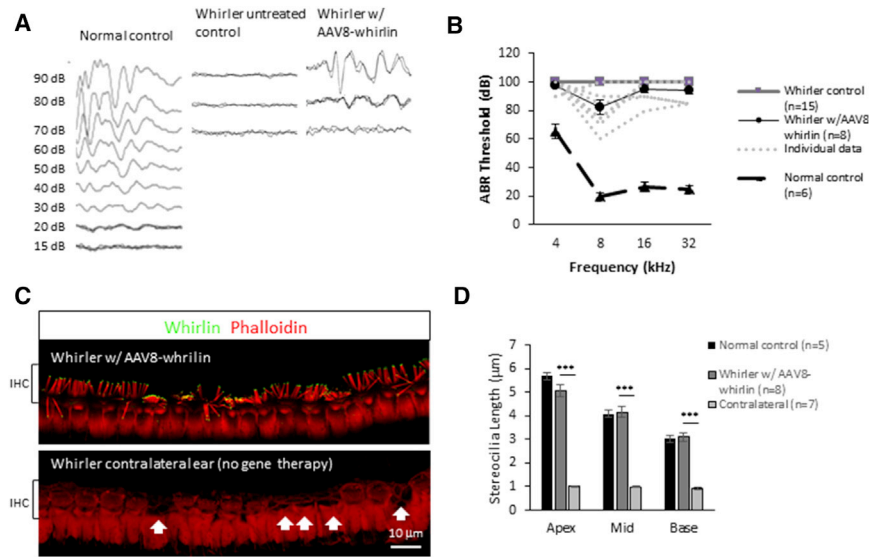 A
Normal control
Whirler untreated
control
Whirler w/
AAV8-whirlin
90 dB
80 dB
70 dB
60 dB
50 dB
40 dB
30 dB
20 dB
15 dB
B
ABR Threshold (dB)
120
100
80
60
40
20
0
4
8
16
32
Frequency (kHz)
Whirler control
(n=15)
Whirler w/AAV8
whirlin (n=8)
Individual data
Normal control
(n=6)
C
Whirlin Phalloidin
Whirler w/ AAV8-whrilin
IHC
Whirler contralateral ear (no gene therapy)
IHC
10 µm
D
Stereocilia Length (µm)
7
6
5
4
3
2
1
0
***
***
***
Apex
Mid
Base
Normal control (n=5)
Whirler w/ AAV8-
whirlin (n=8)
Contralateral (n=7)